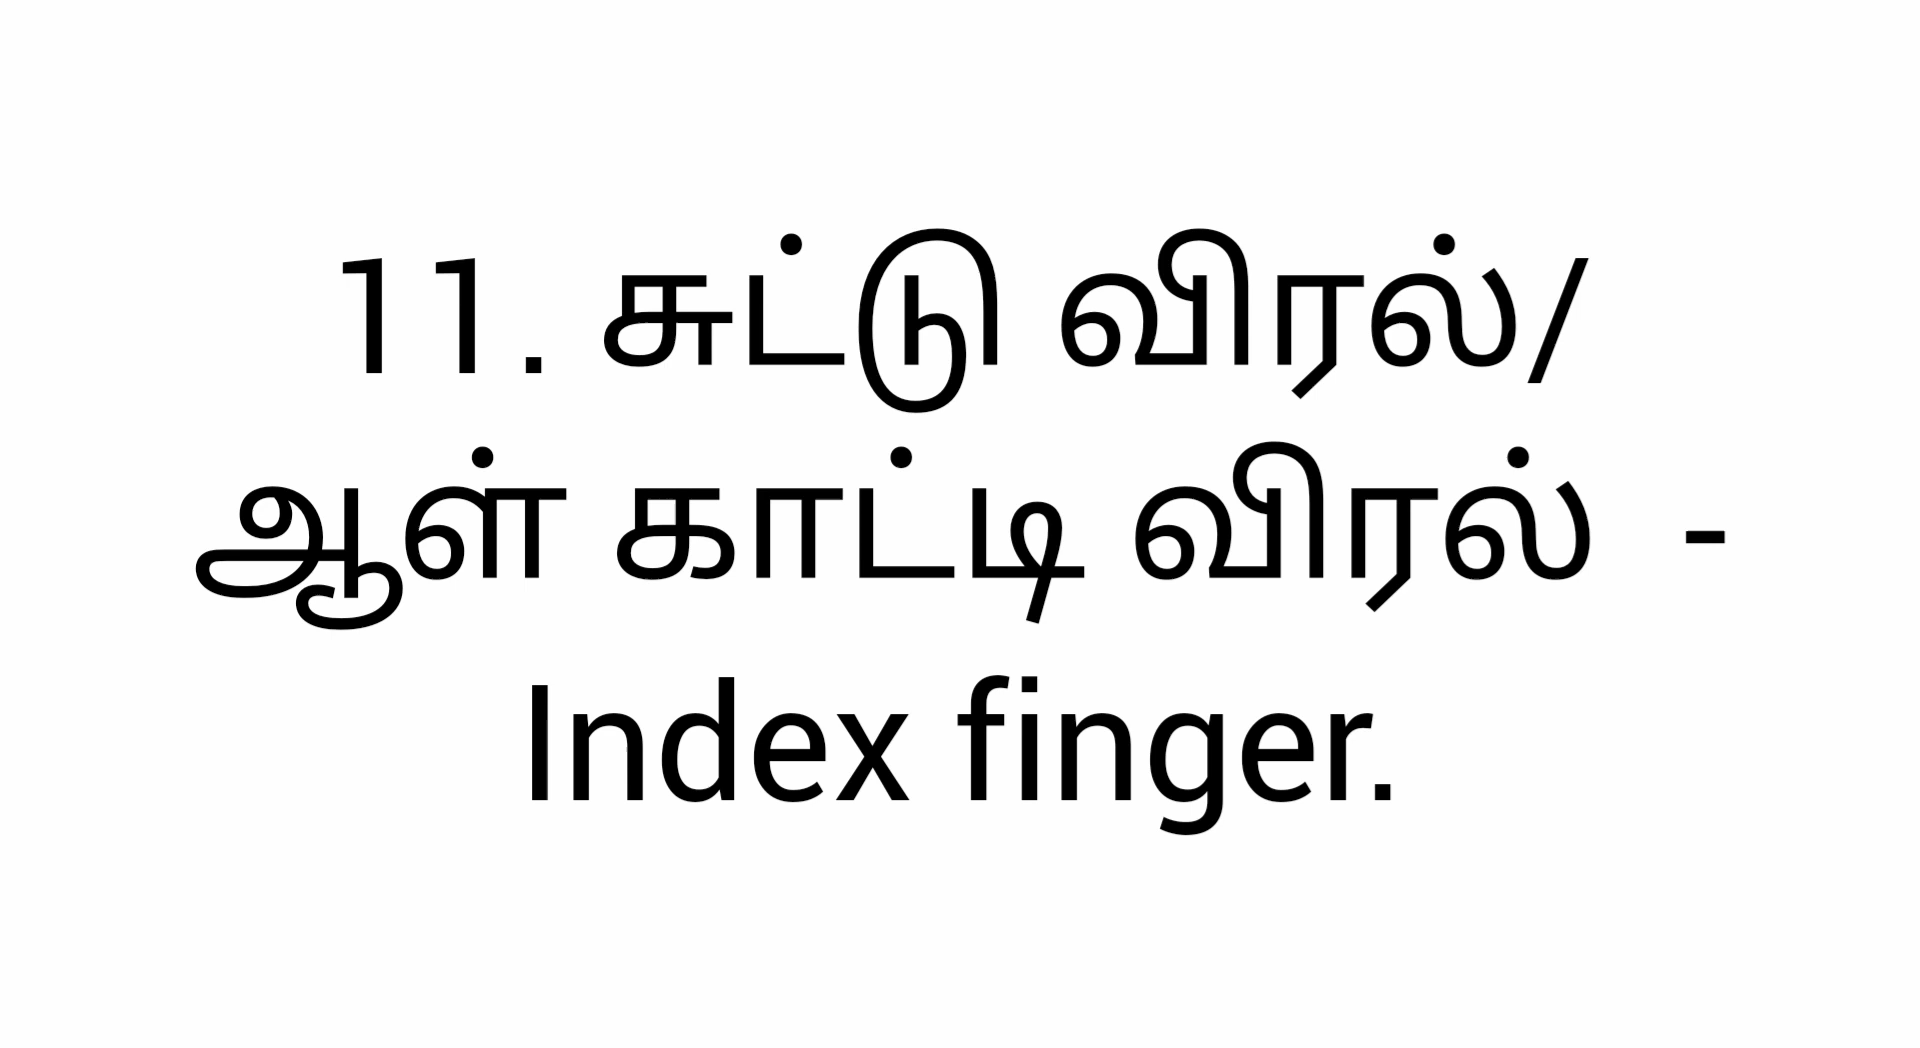 11. சுட்டு விரல்/
ஆள் காட்டி விரல் -
Index finger.